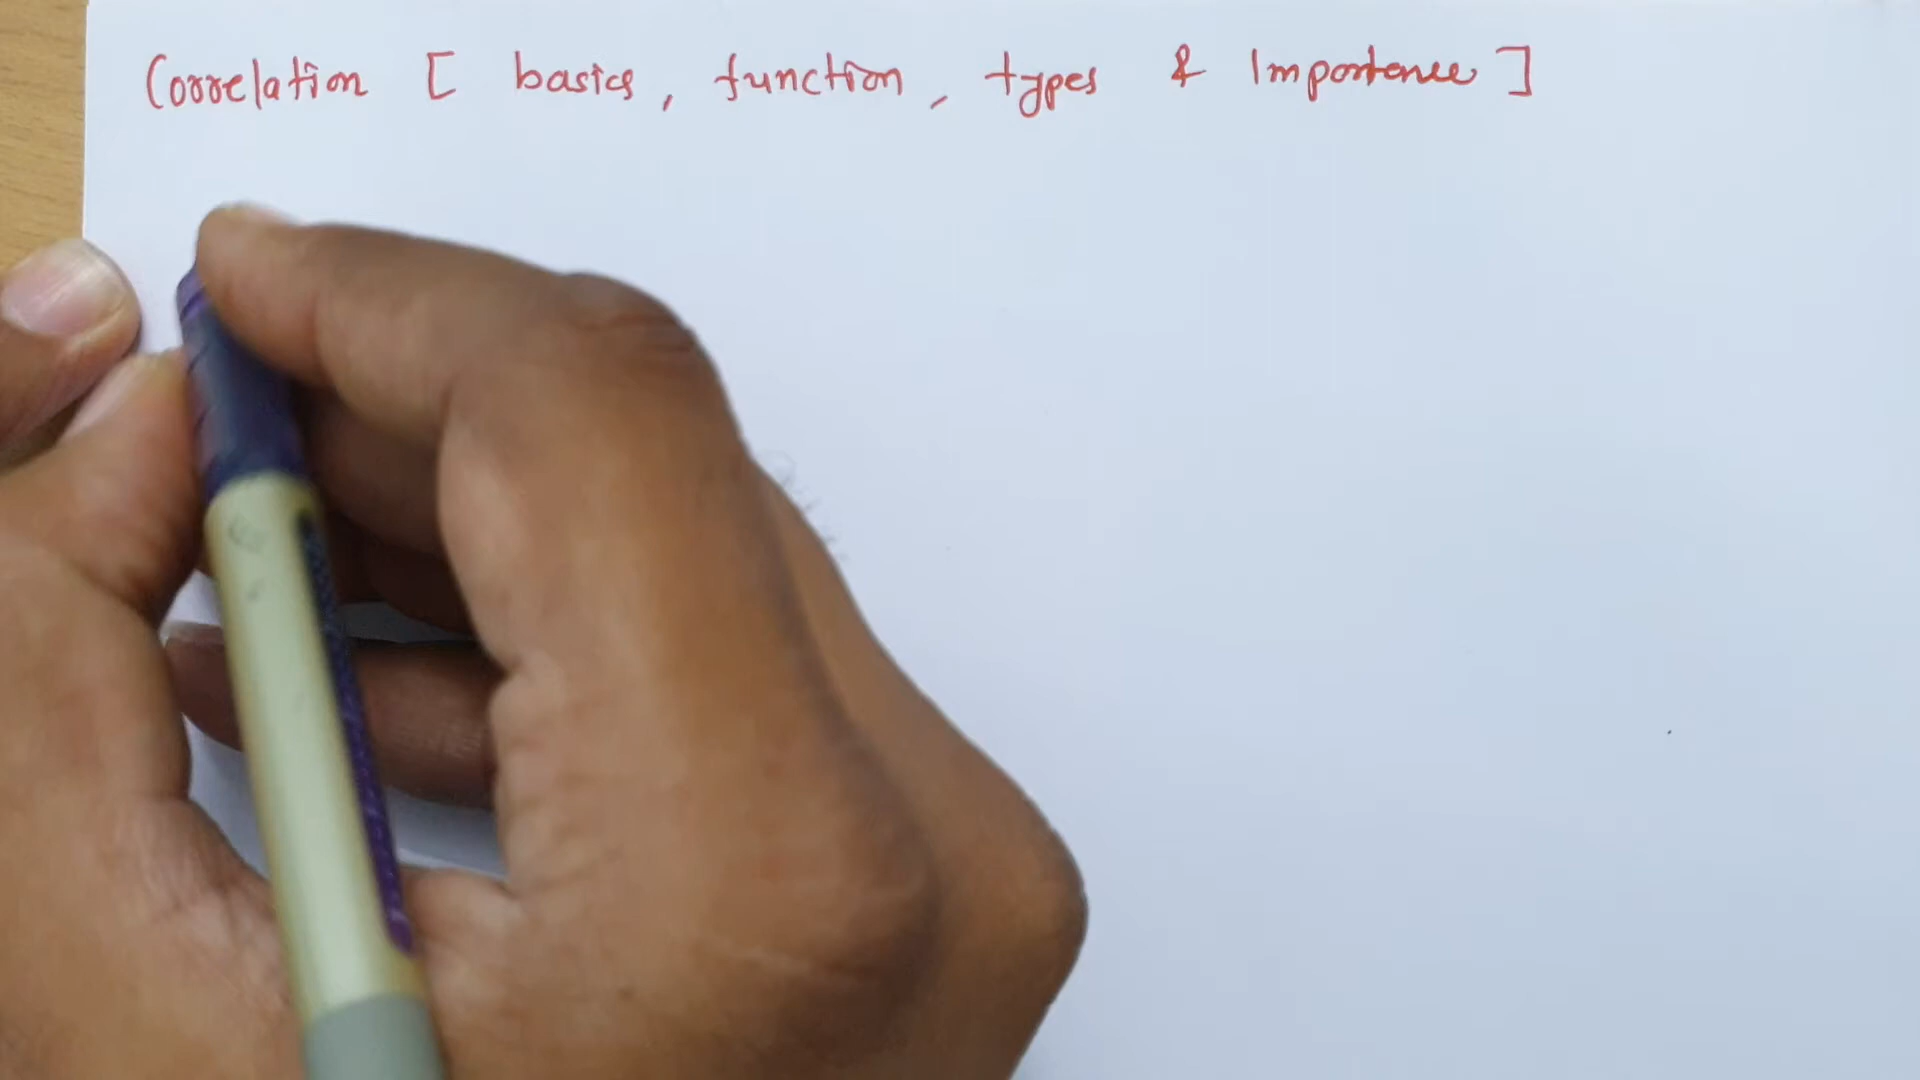 Correlation [ basics, function, types & Importance ]